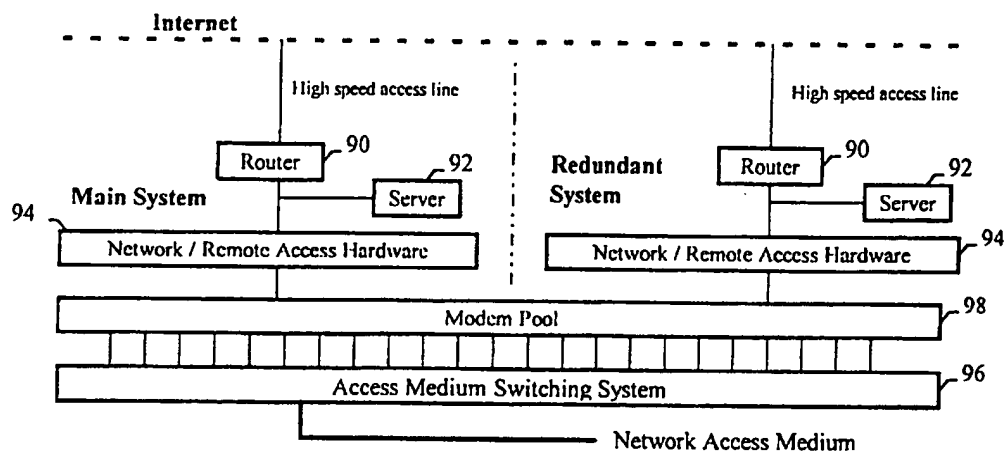 Internet
High speed access line
High speed access line
Router
90
Router
90
92
92
Redundant
System
Main System
Server
Server
94
Network / Remote Access Hardware
Network / Remote Access Hardware
94
Modem Pool
98
Access Medium Switching System
96
Network Access Medium